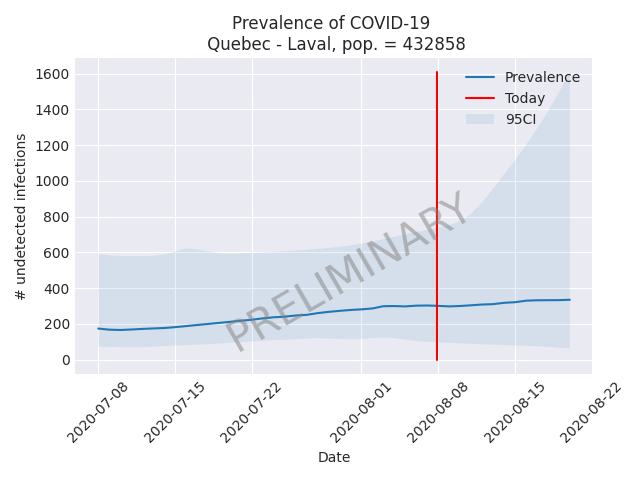 Prevalence of COVID-19
Quebec - Laval, pop. = 432858
Prevalence
Today
95CI
PRELIMINARY
# undetected infections
1600
1400
1200
1000
800
600
400
200
0
2020-07-08
2020-07-15
2020-07-22
2020-08-01
2020-08-08
2020-08-15
2020-08-22
Date